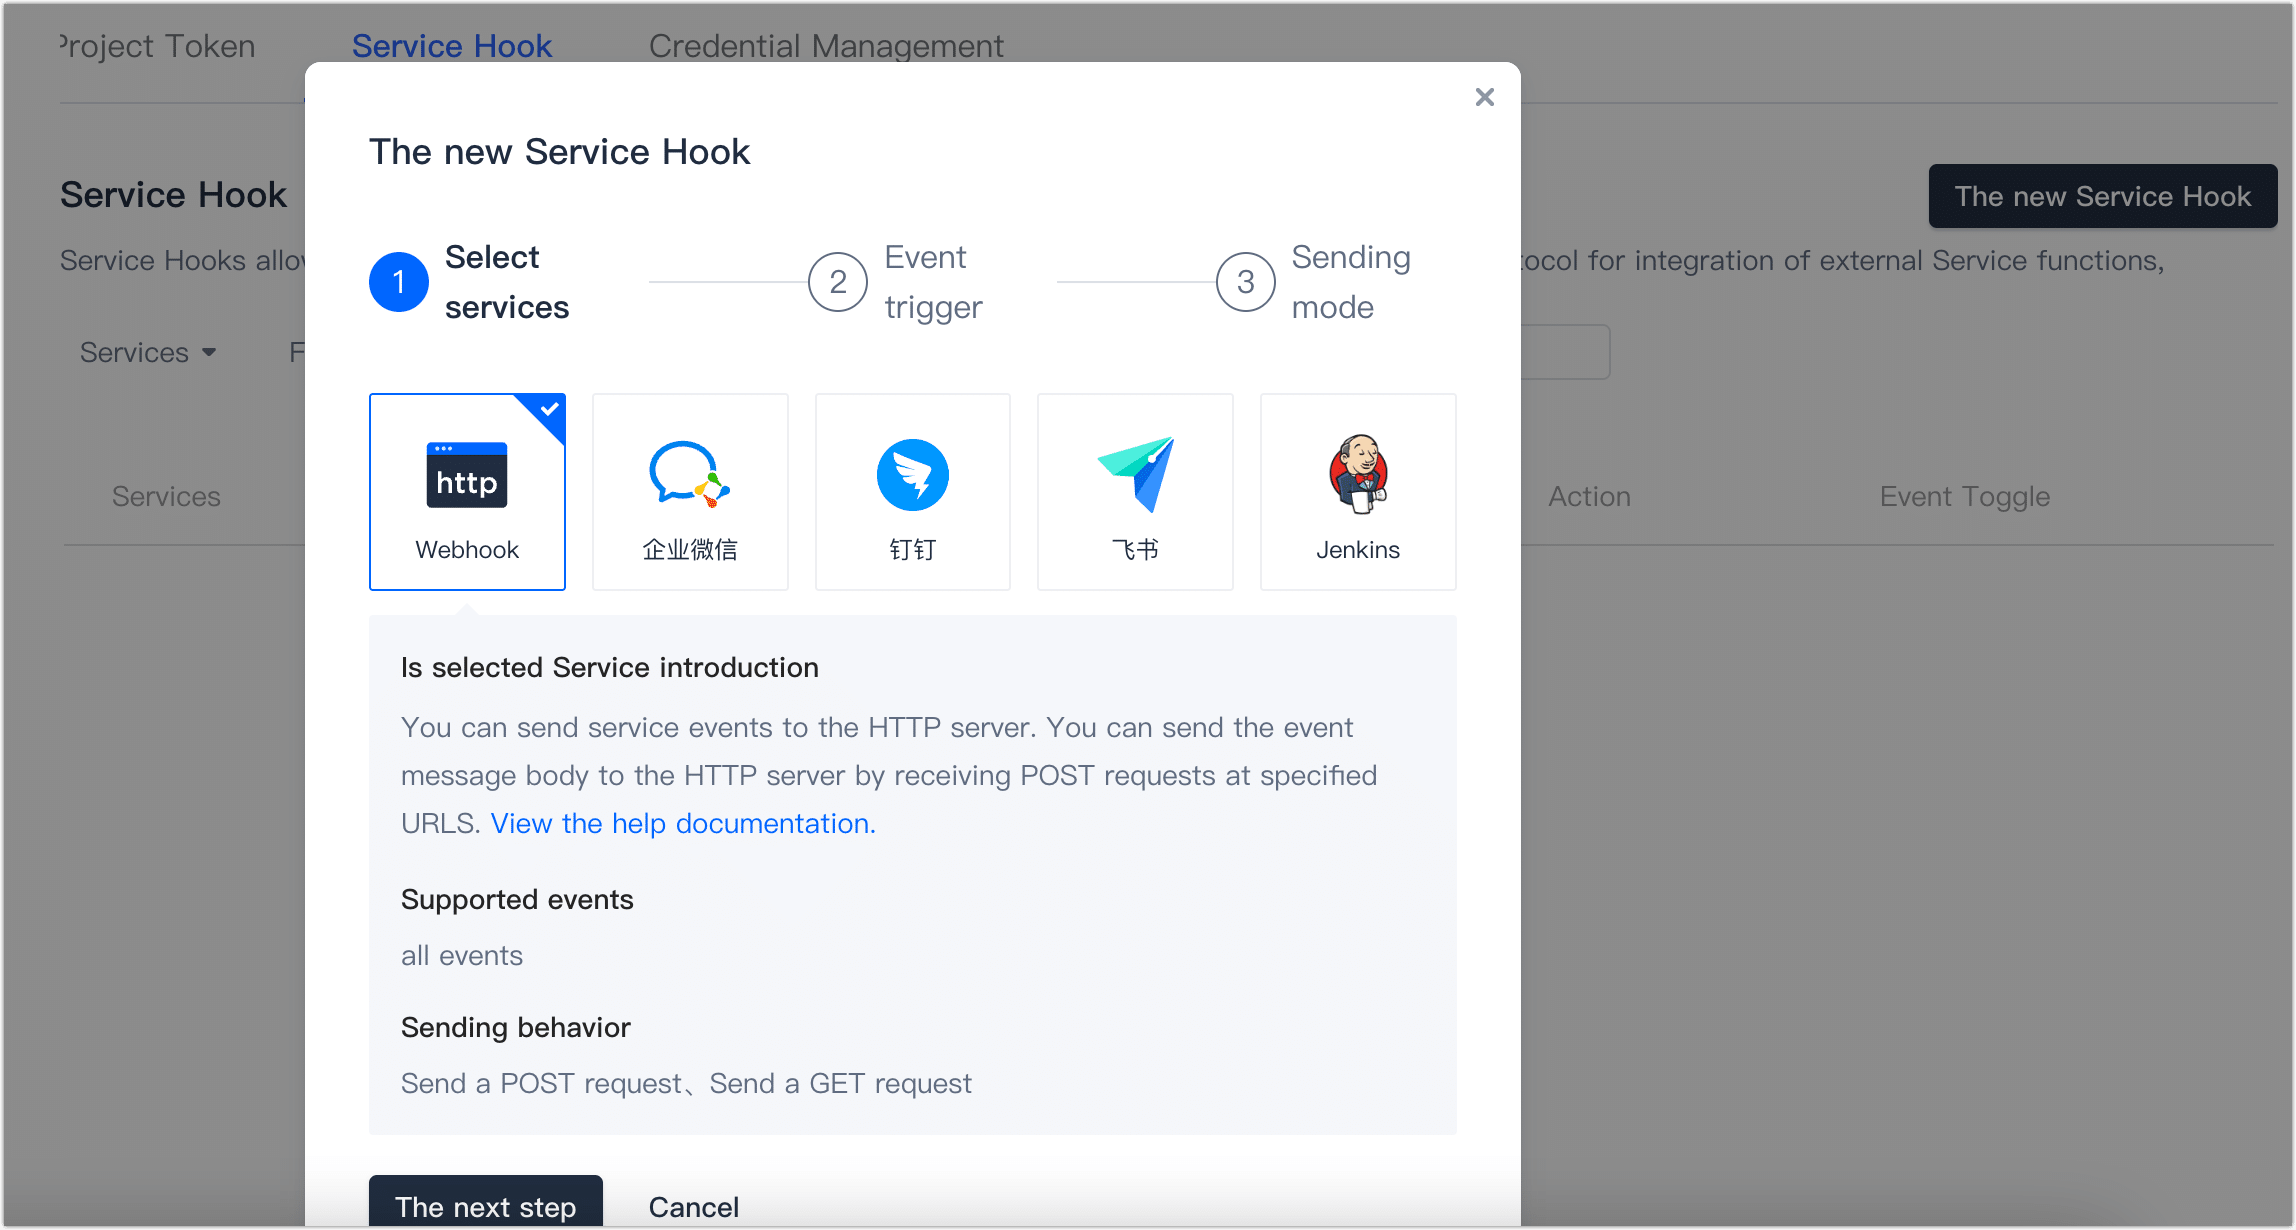 Project Token
Service Hook
Credential Management
The new Service Hook
Service Hook
The new Service Hook
Service Hooks
for integration of external Service functions,
1
Select
services
2
Event
trigger
3
Sending
mode
Services
http
Webhook
企业微信
钉钉
飞书
Jenkins
Services
Action
Event Toggle
Is selected Service introduction
You can send service events to the HTTP server. You can send the event
message body to the HTTP server by receiving POST requests at specified
URLS. View the help documentation.
Supported events
all events
Sending behavior
Send a POST request、Send a GET request
The next step
Cancel